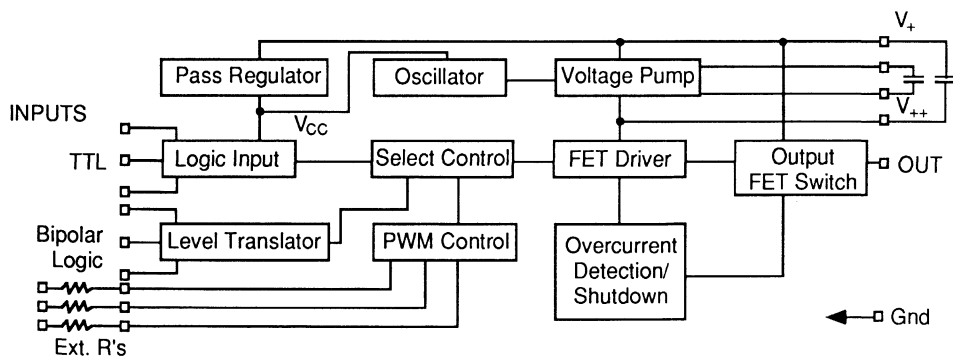 V+
Pass Regulator
Oscillator
Voltage Pump
V++
INPUTS
VCC
TTL
Logic Input
Select Control
FET Driver
Output
FET Switch
OUT
Bipolar
Logic
Level Translator
PWM Control
Overcurrent
Detection/
Shutdown
Gnd
Ext. R's